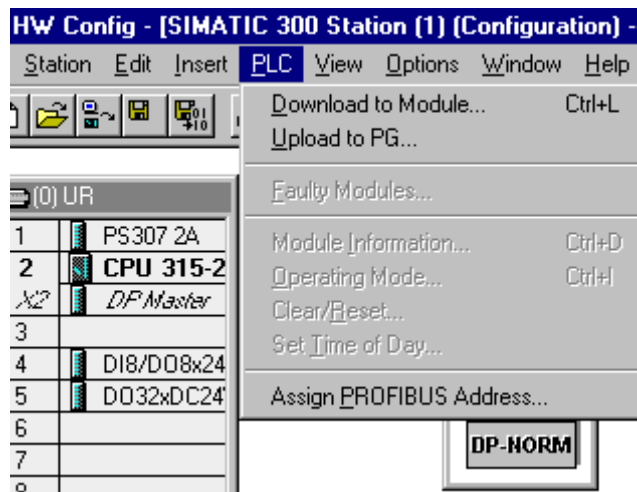 HW Config - [SIMATIC 300 Station (1) (Configuration) -
Station Edit Insert PLC View Options Window Help
Download to Module... Ctrl+L
Upload to PG...
Faulty Modules...
Module Information... Ctrl+D
Operating Mode... Ctrl+I
Clear/Reset...
Set Time of Day...
Assign PROFIBUS Address...
(0) UR
1 PS307 2A
2 CPU 315-2
X2 DP Master
3
4 DI8/DO8x24
5 DO32xDC24
6
7
DP-NORM